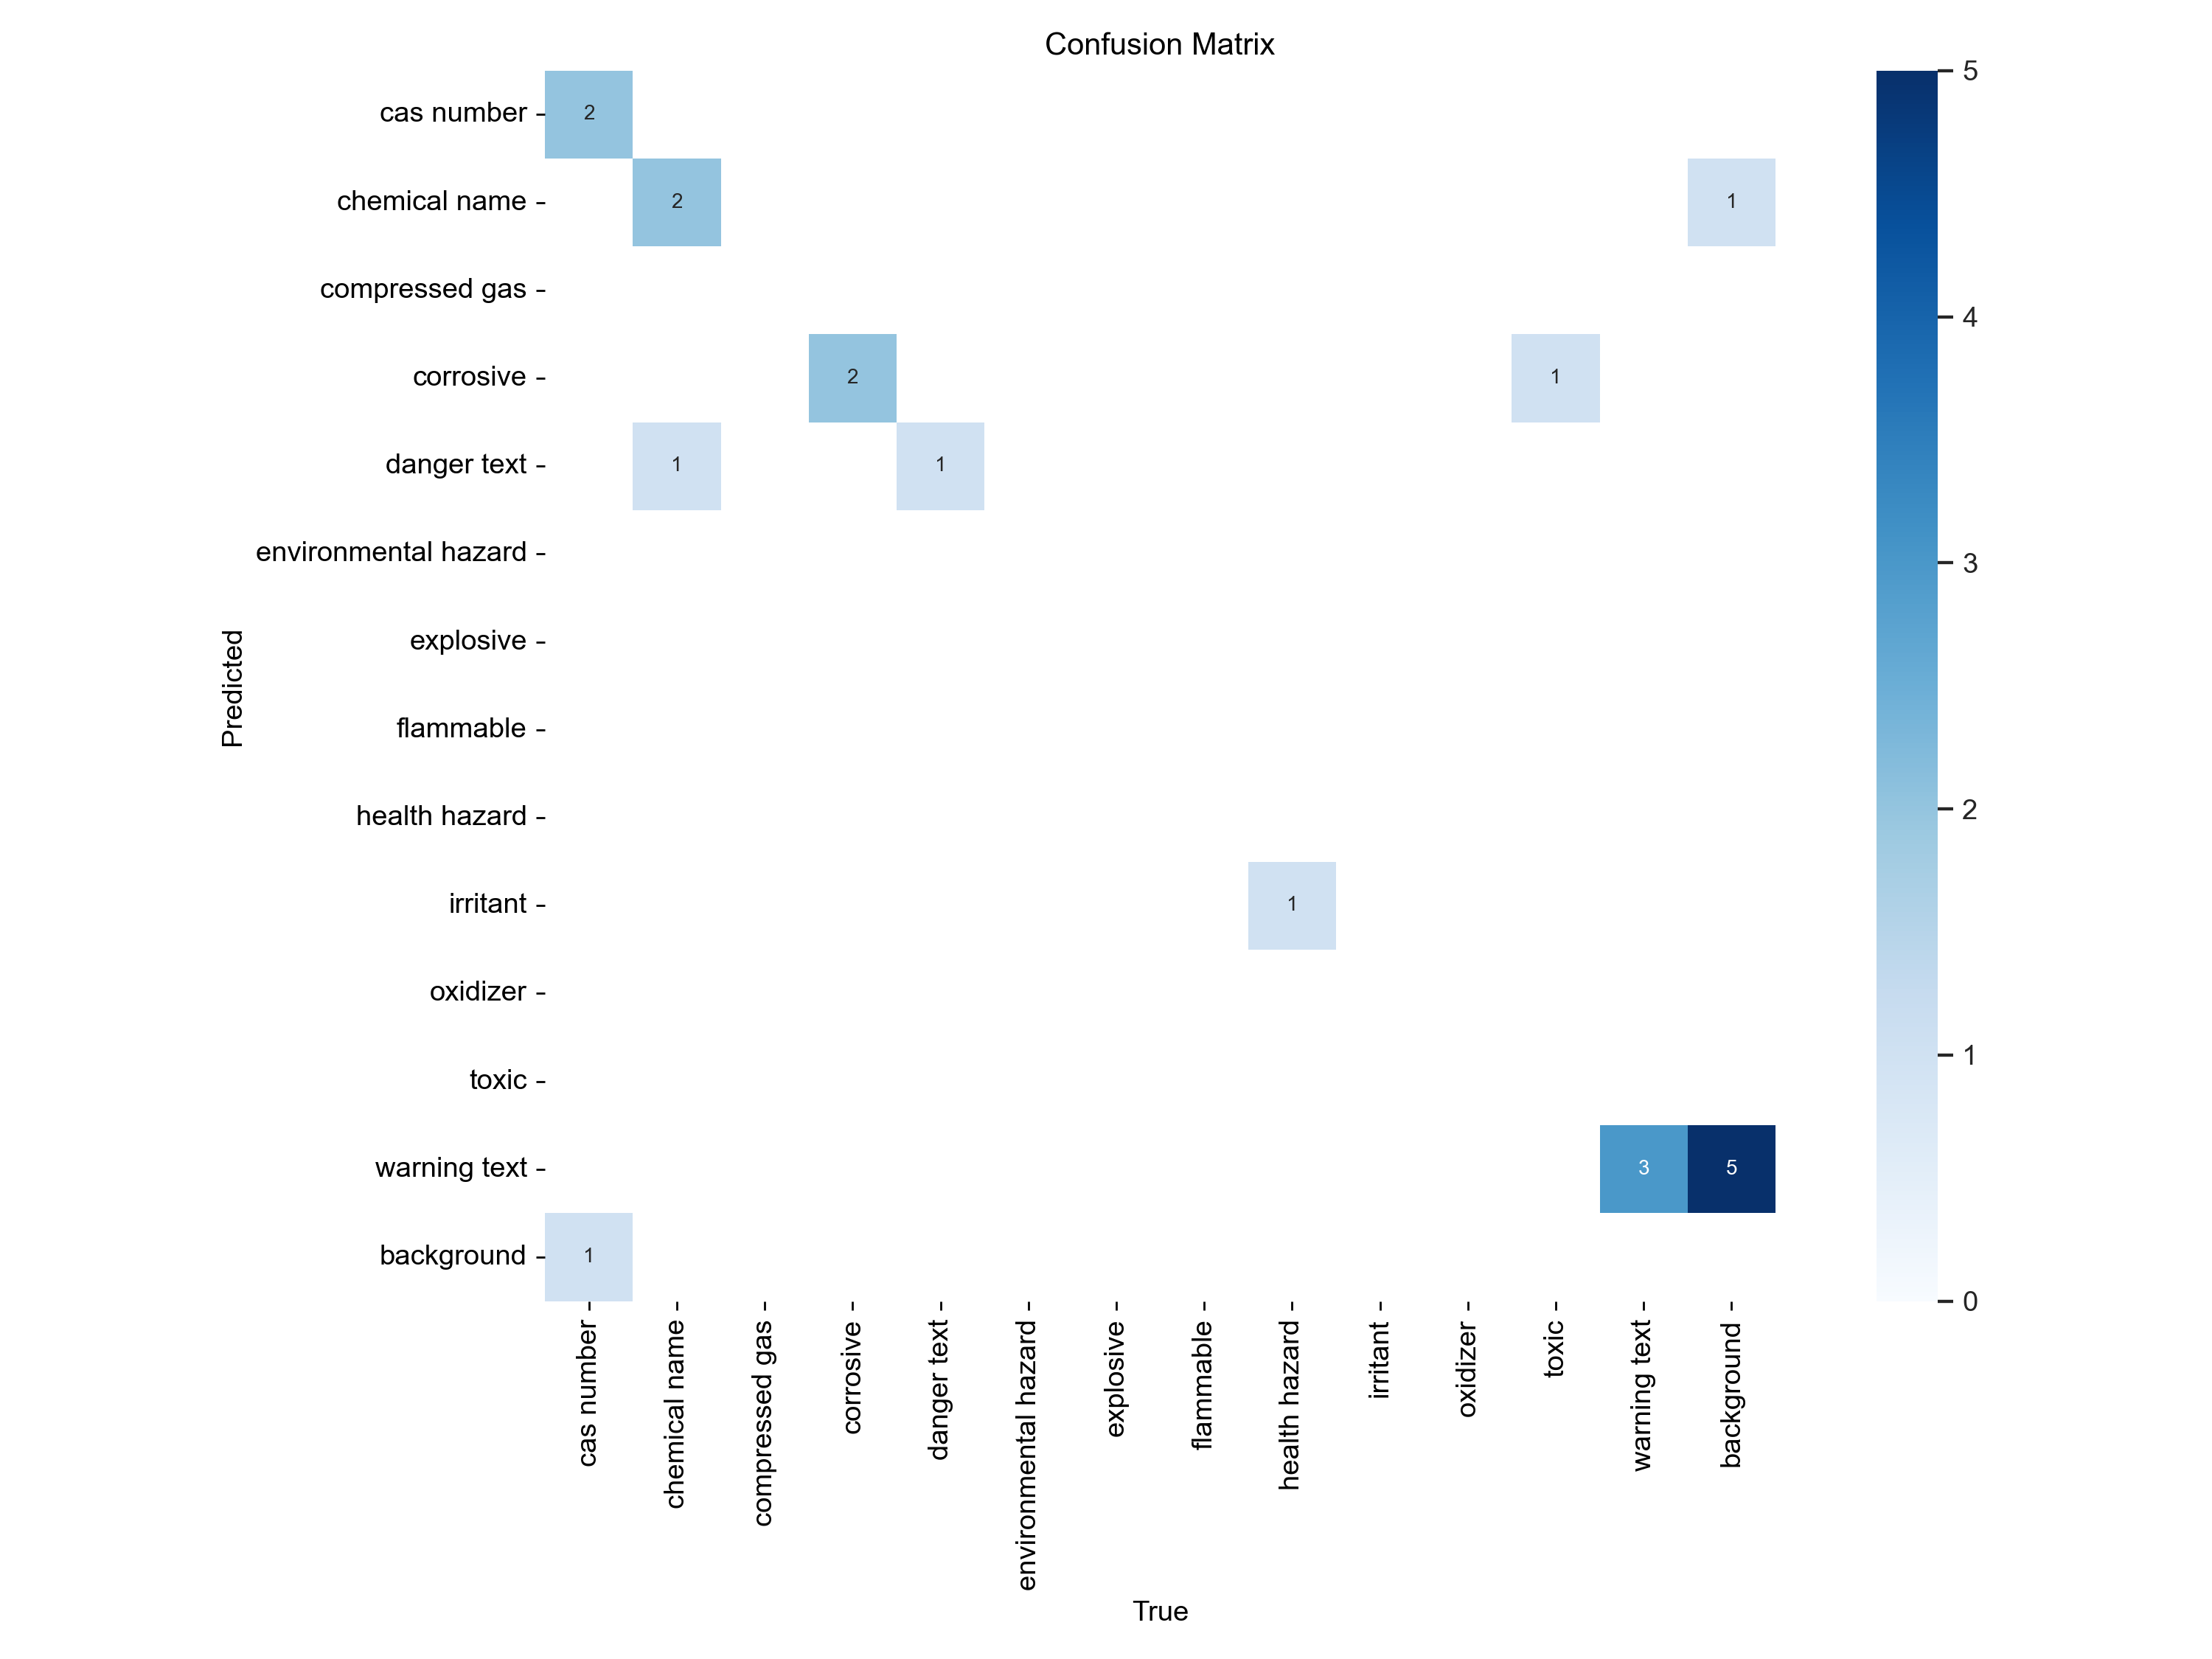 Confusion Matrix
cas number
2
chemical name
2
1
compressed gas
corrosive
2
1
danger text
1
1
environmental hazard
explosive
flammable
health hazard
irritant
1
oxidizer
toxic
warning text
3
5
background
1
Predicted
cas number
chemical name
compressed gas
corrosive
danger text
environmental hazard
explosive
flammable
health hazard
irritant
oxidizer
toxic
warning text
background
True
5
4
3
2
1
0